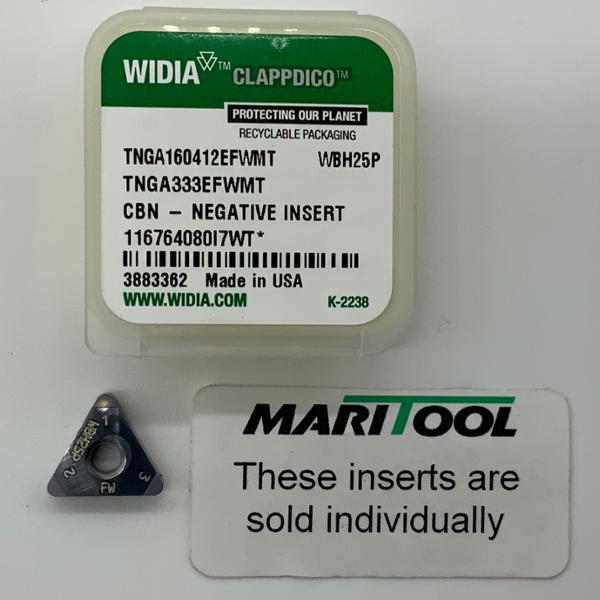 WIDIA™ CLAPPDICO™
PROTECTING OUR PLANET
RECYCLABLE PACKAGING
TNGA160412EFWMT WBH25P
TNGA333EFWMT
CBN – NEGATIVE INSERT
116764080I7WT*
3883362 Made in USA
WWW.WIDIA.COM K-2238
1
WBH25P
2
3
FW
MARITOOL
These inserts are
sold individually